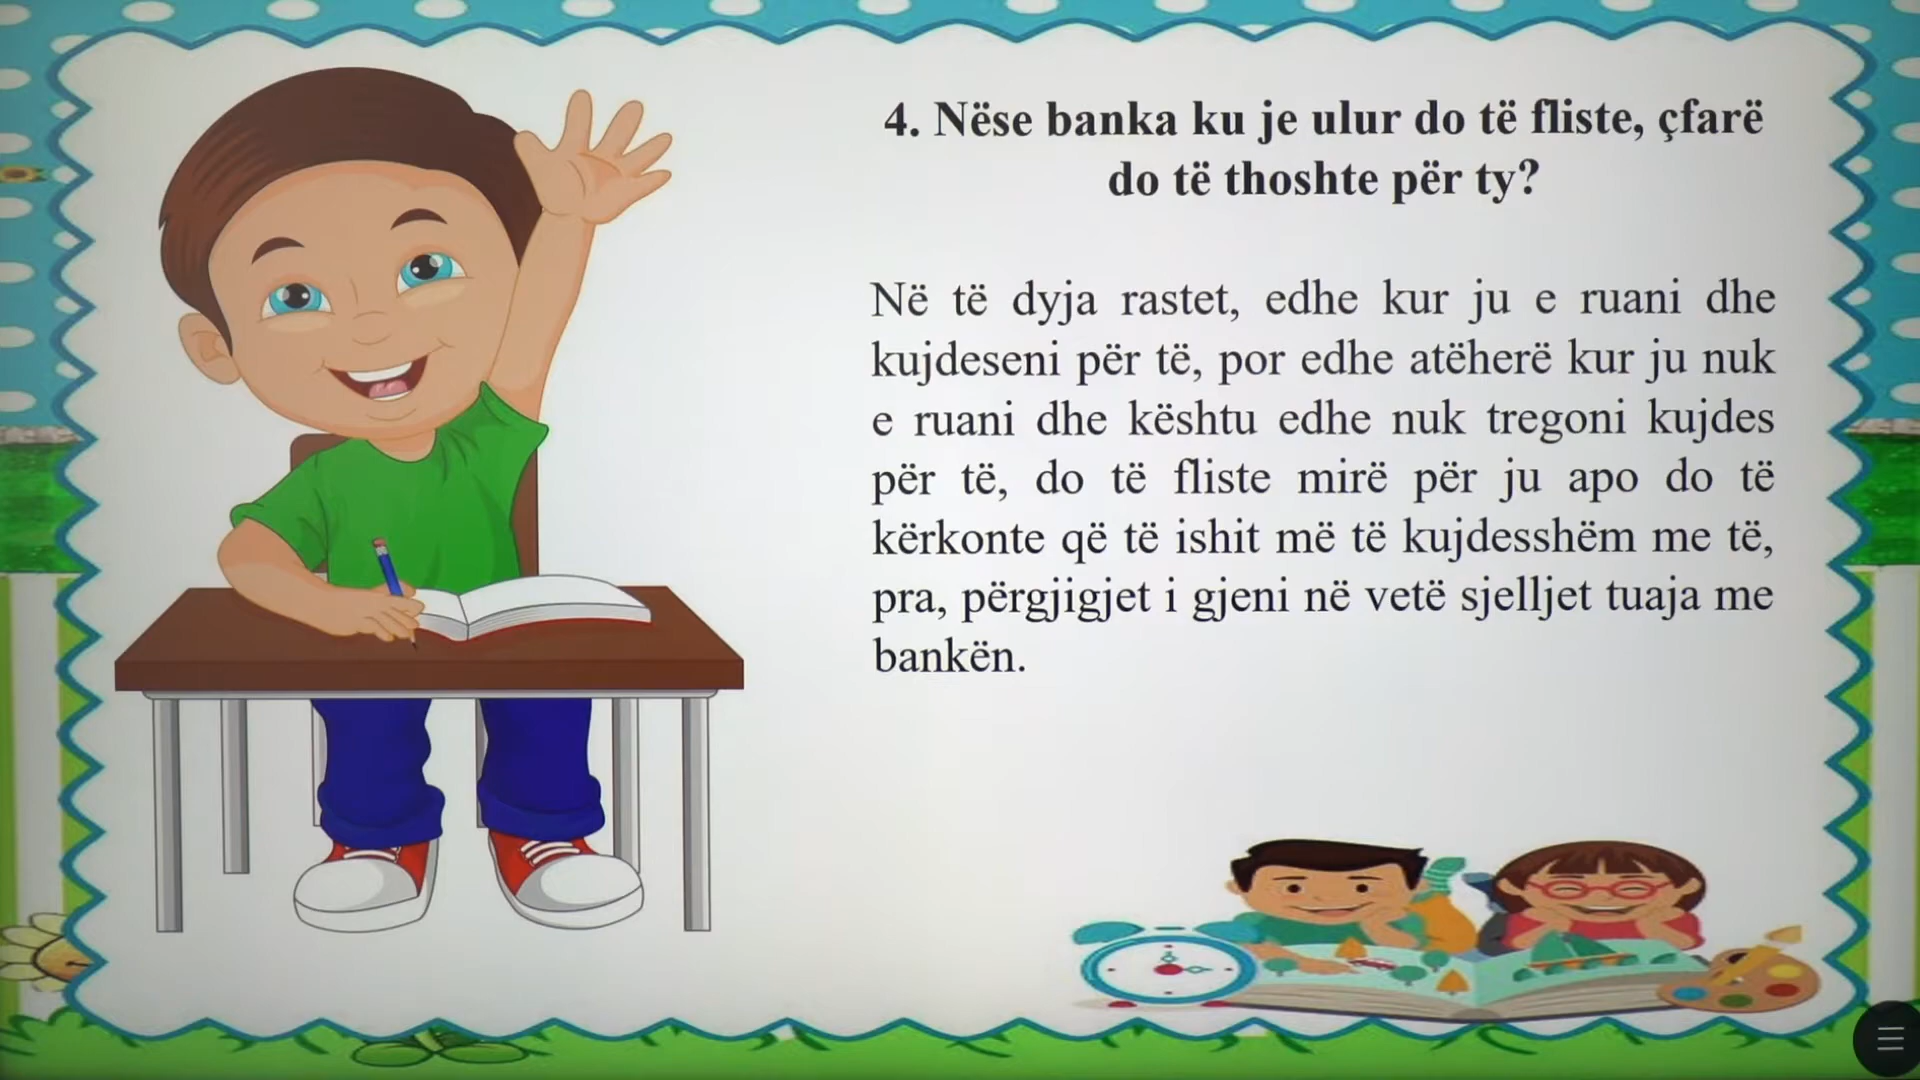 4. Nëse banka ku je ulur do të fliste, çfarë
do të thoshte për ty?
Në të dyja rastet, edhe kur ju e ruani dhe
kujdeseni për të, por edhe atëherë kur ju nuk
e ruani dhe kështu edhe nuk tregoni kujdes
për të, do të fliste mirë për ju apo do të
kërkonte që të ishit më të kujdesshëm me të,
pra, përgjigjet i gjeni në vetë sjelljet tuaja me
bankën.